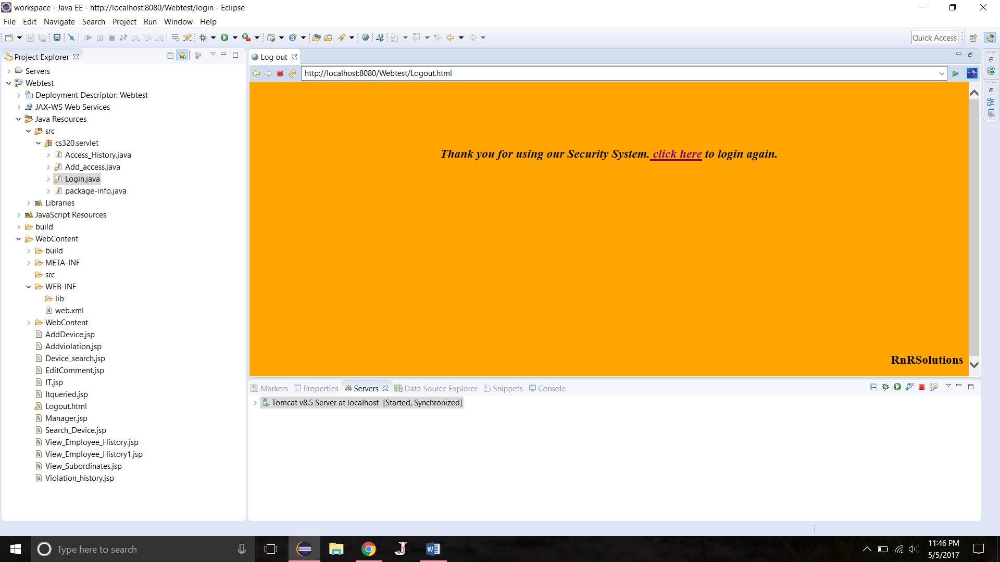 workspace - Java EE - http://localhost:8080/Webtest/login - Eclipse
File Edit Navigate Search Project Run Window Help
Quick Access
Project Explorer
Servers
Webtest
Deployment Descriptor: Webtest
JAX-WS Web Services
Java Resources
src
cs320.servlet
Access_History.java
Add_access.java
Login.java
package-info.java
Libraries
JavaScript Resources
build
WebContent
build
META-INF
src
WEB-INF
lib
web.xml
WebContent
AddDevice.jsp
Addviolation.jsp
Device_search.jsp
EditComment.jsp
IT.jsp
Itqueried.jsp
Logout.html
Manager.jsp
Search_Device.jsp
View_Employee_History.jsp
View_Employee_History1.jsp
View_Subordinates.jsp
Violation_history.jsp
Log out
http://localhost:8080/Webtest/Logout.html
Thank you for using our Security System. click here to login again.
RnRSolutions
Markers Properties Servers Data Source Explorer Snippets Console
Tomcat v8.5 Server at localhost [Started, Synchronized]
Type here to search
11:46 PM
5/5/2017